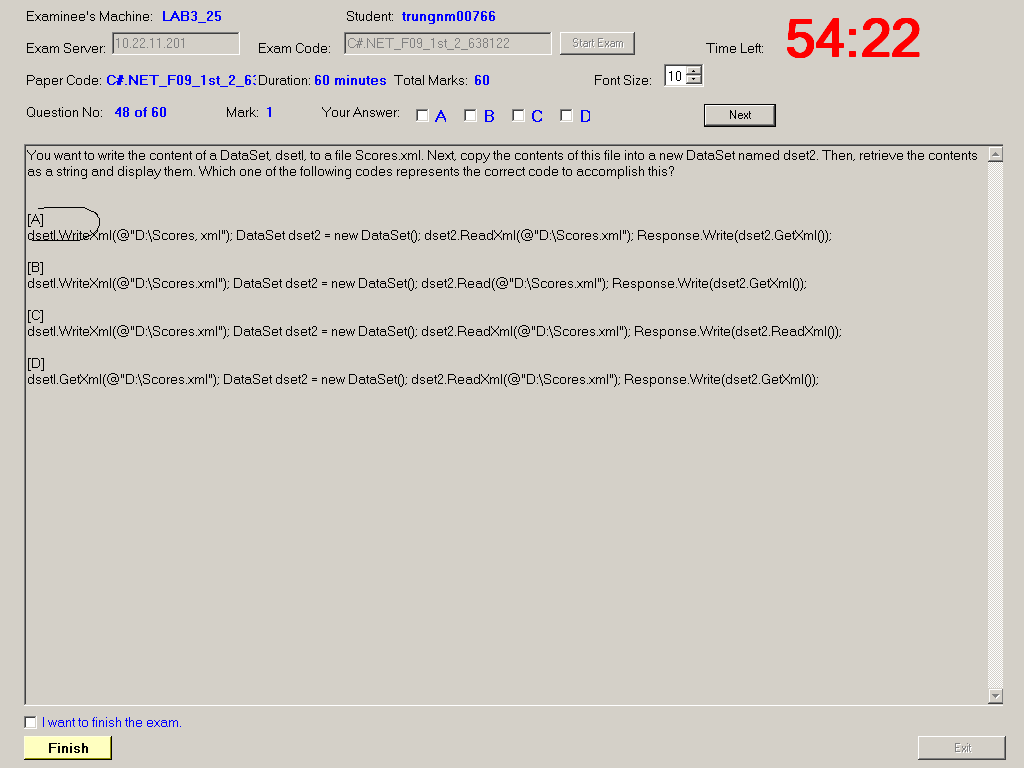 Examinee's Machine: LAB3_25 Student: trungnm00766
Exam Server: 10.22.11.201 Exam Code: C#.NET_F09_1st_2_638122 Start Exam Time Left: 54:22
Paper Code: C#.NET_F09_1st_2_6 Duration: 60 minutes Total Marks: 60 Font Size: 10
Question No: 48 of 60 Mark: 1 Your Answer: A B C D Next
You want to write the content of a DataSet, dsetl, to a file Scores.xml. Next, copy the contents of this file into a new DataSet named dset2. Then, retrieve the contents
as a string and display them. Which one of the following codes represents the correct code to accomplish this?
[A]
dsetl.WriteXml(@"D:\Scores, xml"); DataSet dset2 = new DataSet(); dset2.ReadXml(@"D:\Scores.xml"); Response.Write(dset2.GetXml());
[B]
dsetl.WriteXml(@"D:\Scores.xml"); DataSet dset2 = new DataSet(); dset2.Read(@"D:\Scores.xml"); Response.Write(dset2.GetXml());
[C]
dsetl.WriteXml(@"D:\Scores.xml"); DataSet dset2 = new DataSet(); dset2.ReadXml(@"D:\Scores.xml"); Response.Write(dset2.ReadXml());
[D]
dsetl.GetXml(@"D:\Scores.xml"); DataSet dset2 = new DataSet(); dset2.ReadXml(@"D:\Scores.xml"); Response.Write(dset2.GetXml());
I want to finish the exam.
Finish Exit